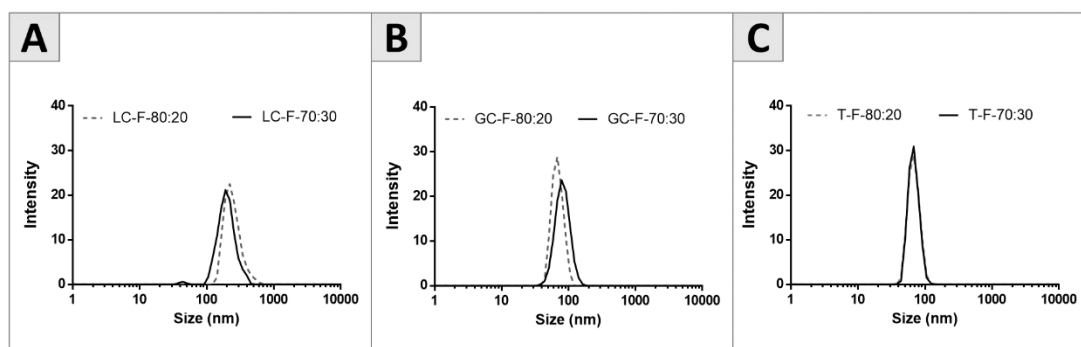 A
LC-F-80:20 LC-F-70:30
40
30
20
10
0
Intensity
1 10 100 1000 10000
Size (nm)
B
GC-F-80:20 GC-F-70:30
40
30
20
10
0
Intensity
1 10 100 1000 10000
Size (nm)
C
T-F-80:20 T-F-70:30
40
30
20
10
0
Intensity
1 10 100 1000 10000
Size (nm)